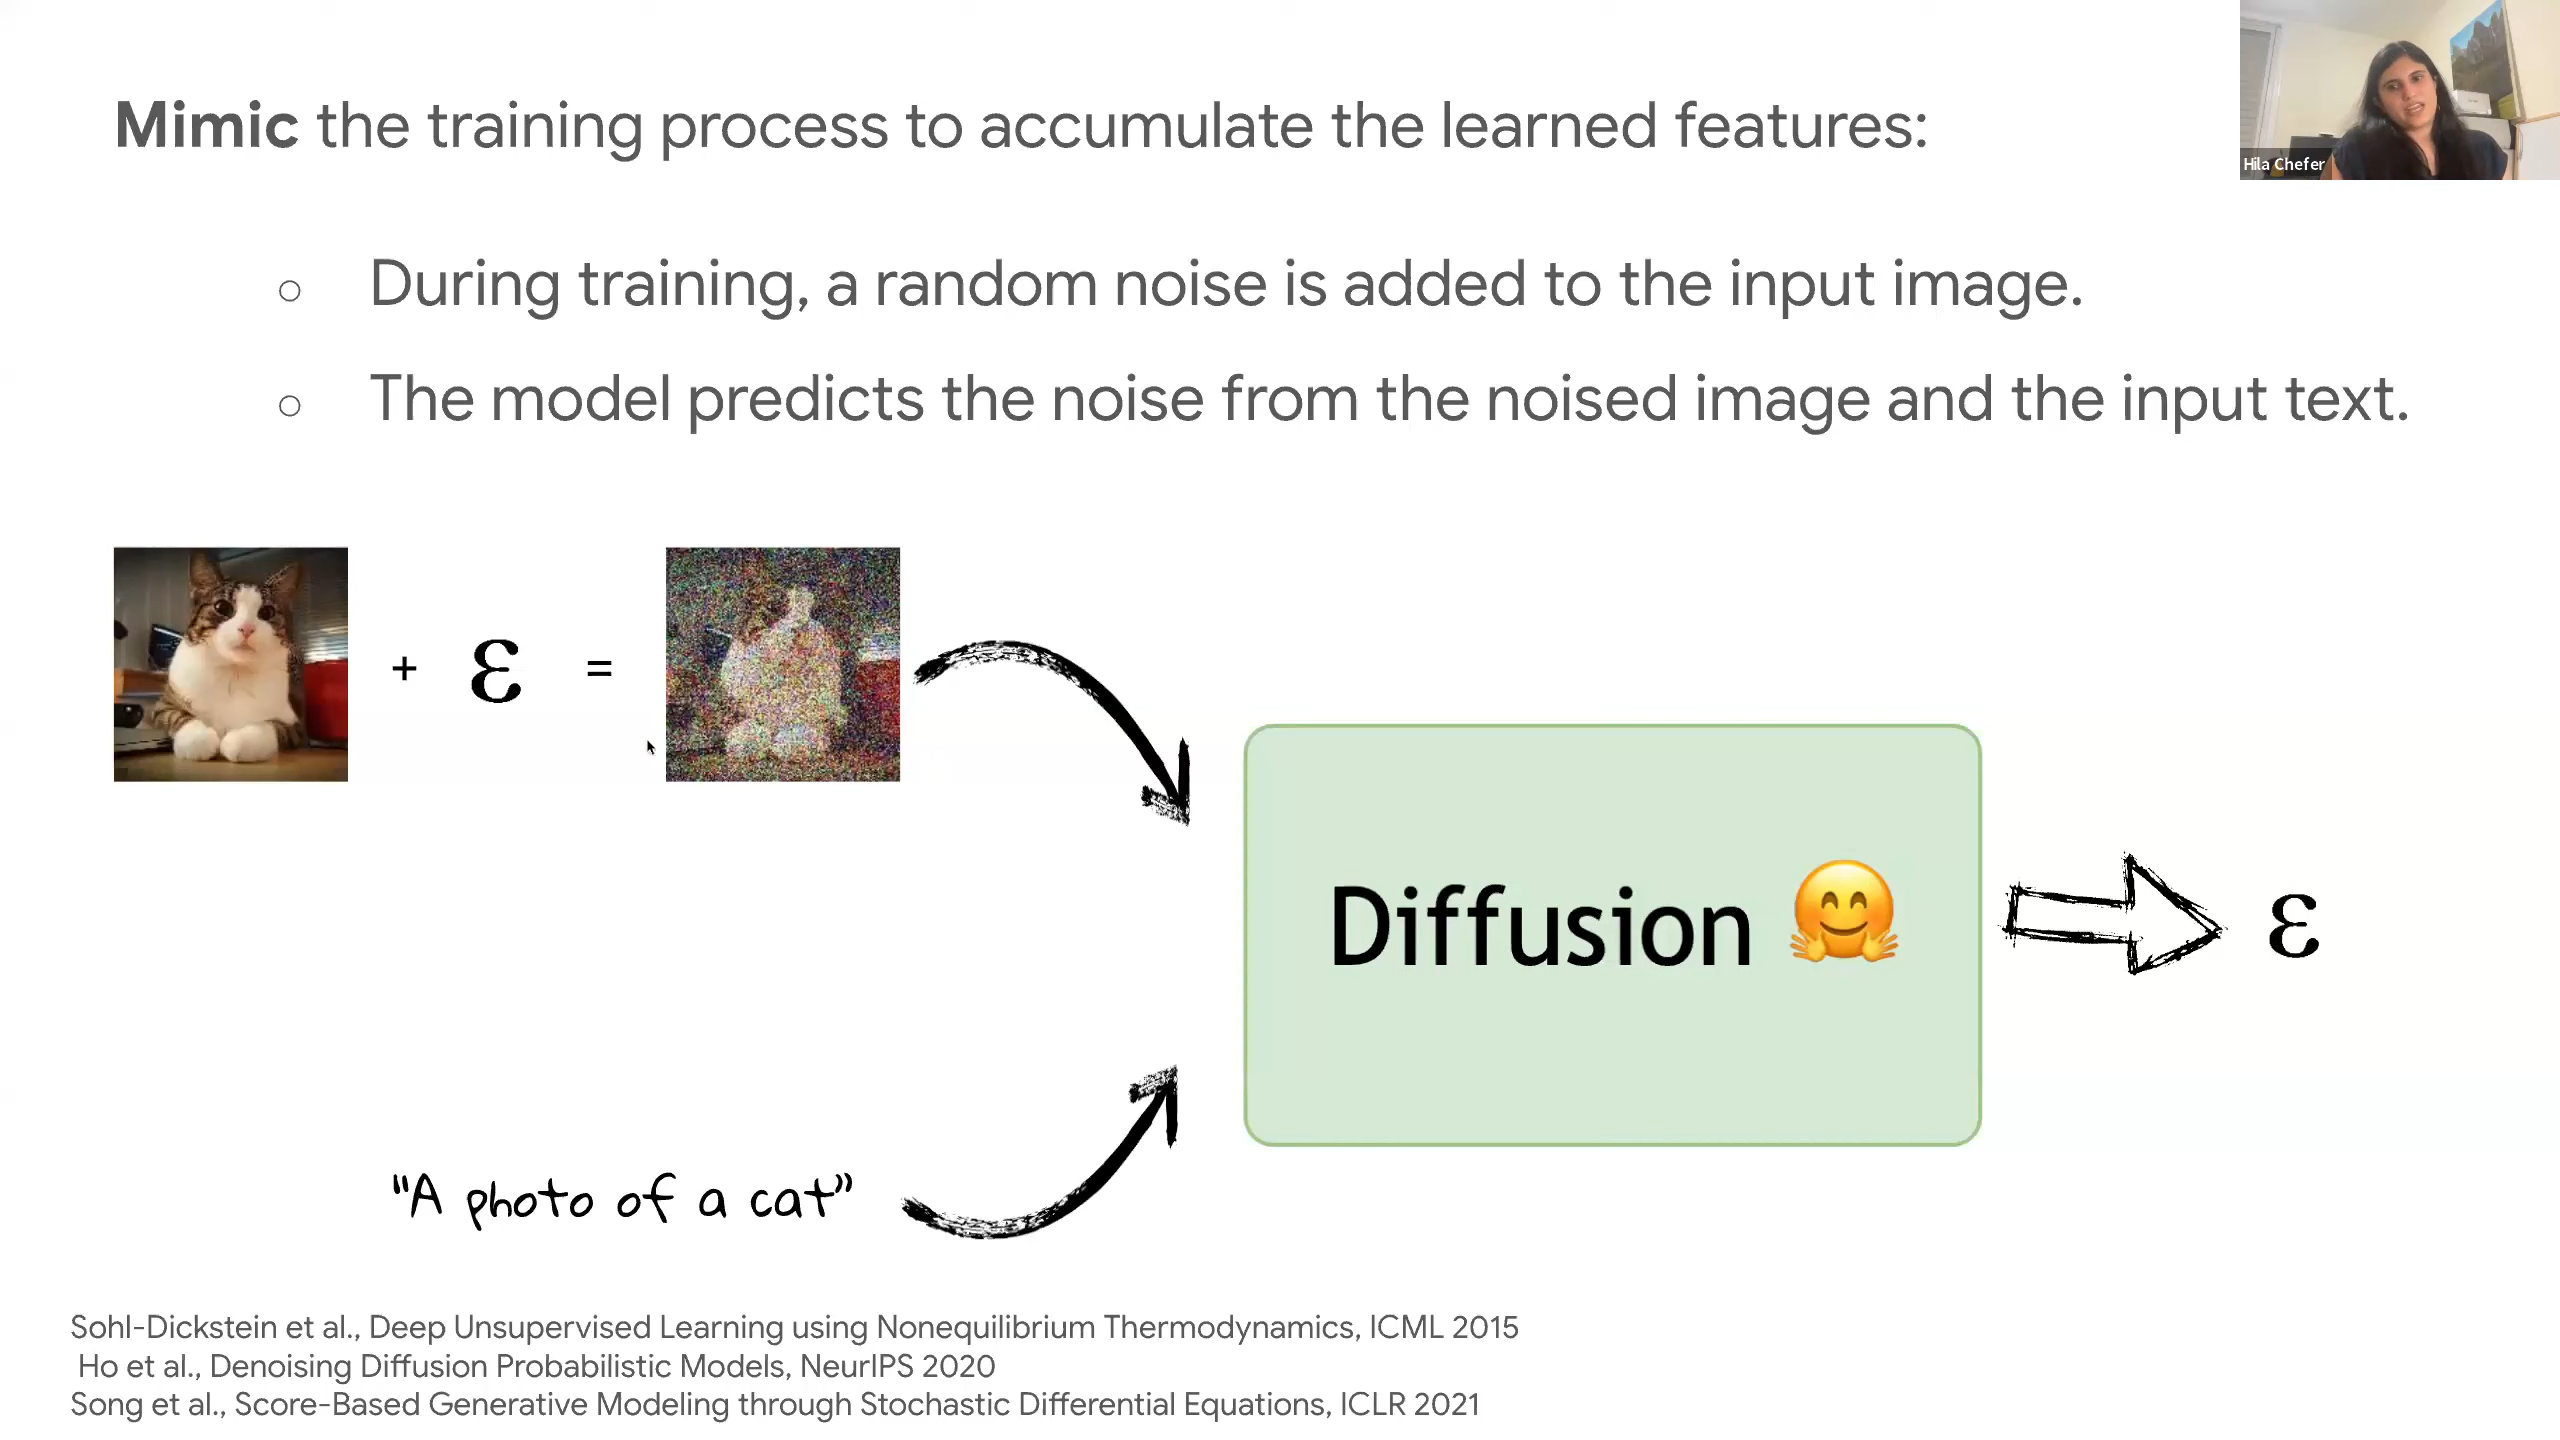 Mimic the training process to accumulate the learned features:
Hila Chefer
○ During training, a random noise is added to the input image.
○ The model predicts the noise from the noised image and the input text.
+ ε =
Diffusion 🤗
ε
"A photo of a cat"
Sohl-Dickstein et al., Deep Unsupervised Learning using Nonequilibrium Thermodynamics, ICML 2015
Ho et al., Denoising Diffusion Probabilistic Models, NeurIPS 2020
Song et al., Score-Based Generative Modeling through Stochastic Differential Equations, ICLR 2021